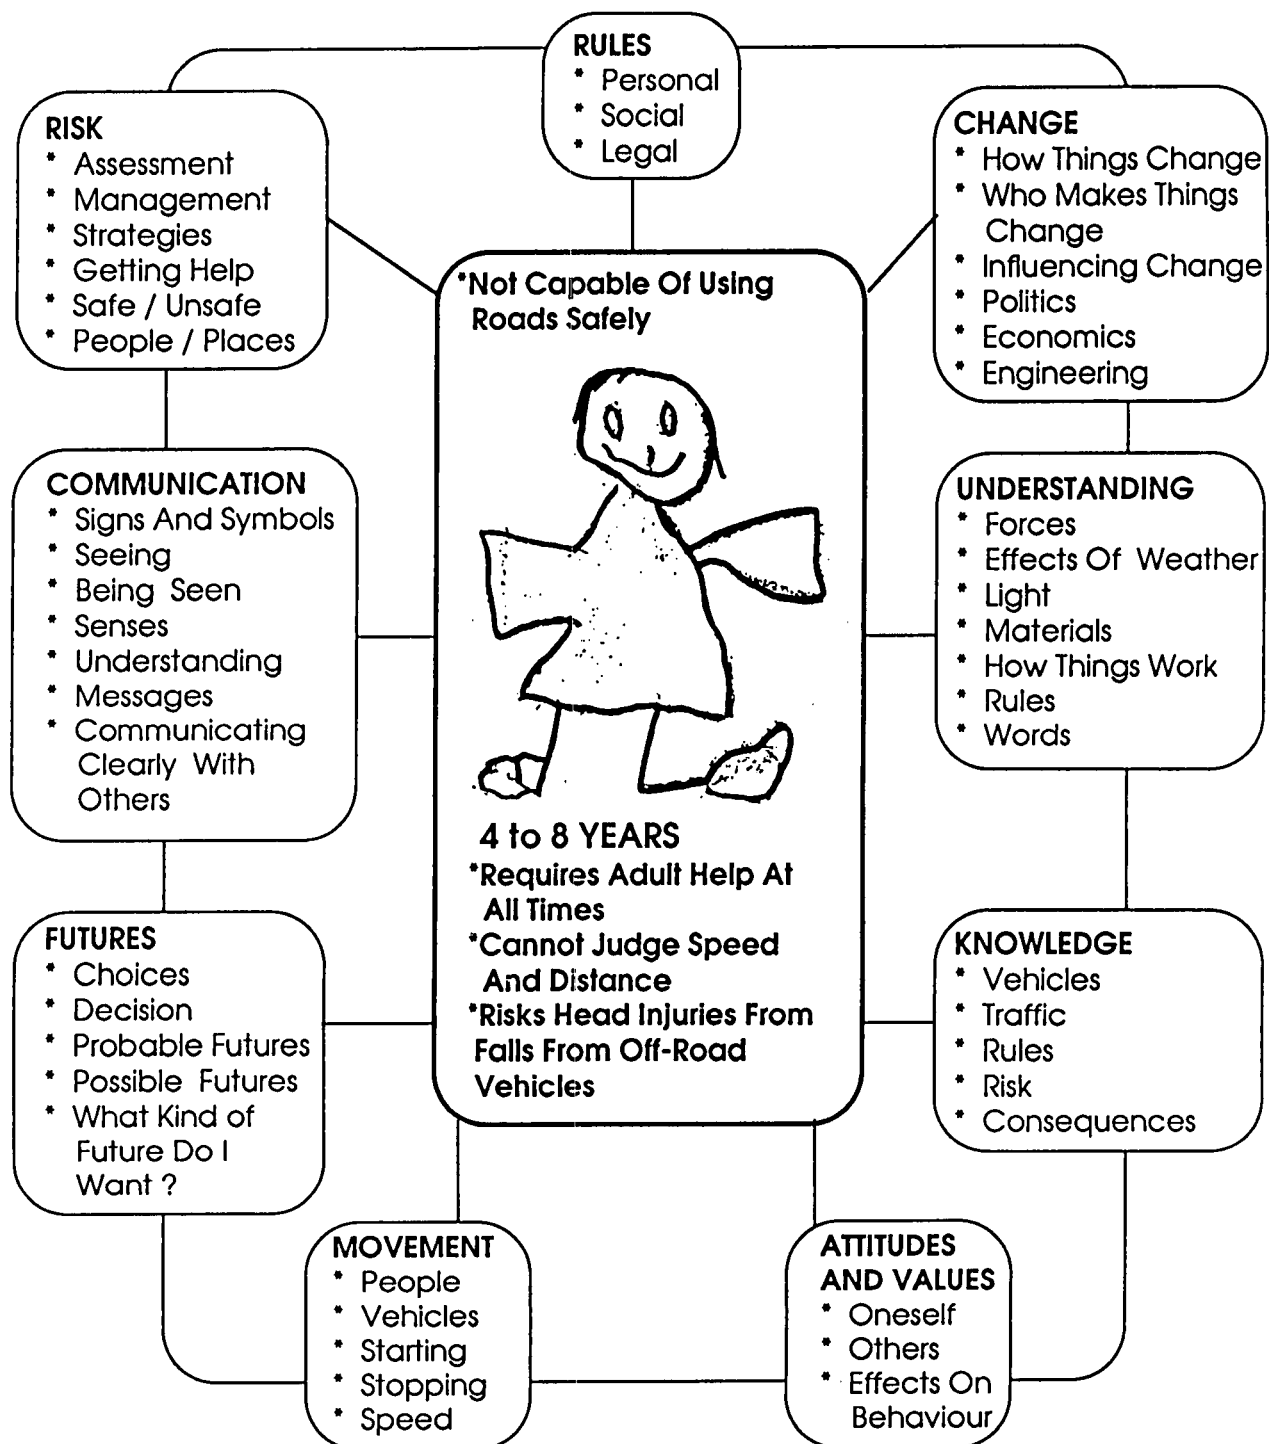 RULES
* Personal
* Social
* Legal
RISK
* Assessment
* Management
* Strategies
* Getting Help
* Safe / Unsafe
* People / Places
CHANGE
* How Things Change
* Who Makes Things
Change
* Influencing Change
* Politics
* Economics
* Engineering
*Not Capable Of Using
Roads Safely
COMMUNICATION
* Signs And Symbols
* Seeing
* Being Seen
* Senses
* Understanding
* Messages
* Communicating
Clearly With
Others
UNDERSTANDING
* Forces
* Effects Of Weather
* Light
* Materials
* How Things Work
* Rules
* Words
4 to 8 YEARS
*Requires Adult Help At
All Times
*Cannot Judge Speed
And Distance
*Risks Head Injuries From
Falls From Off-Road
Vehicles
FUTURES
* Choices
* Decision
* Probable Futures
* Possible Futures
* What Kind of
Future Do I
Want ?
KNOWLEDGE
* Vehicles
* Traffic
* Rules
* Risk
* Consequences
MOVEMENT
* People
* Vehicles
* Starting
* Stopping
* Speed
ATTITUDES
AND VALUES
* Oneself
* Others
* Effects On
Behaviour